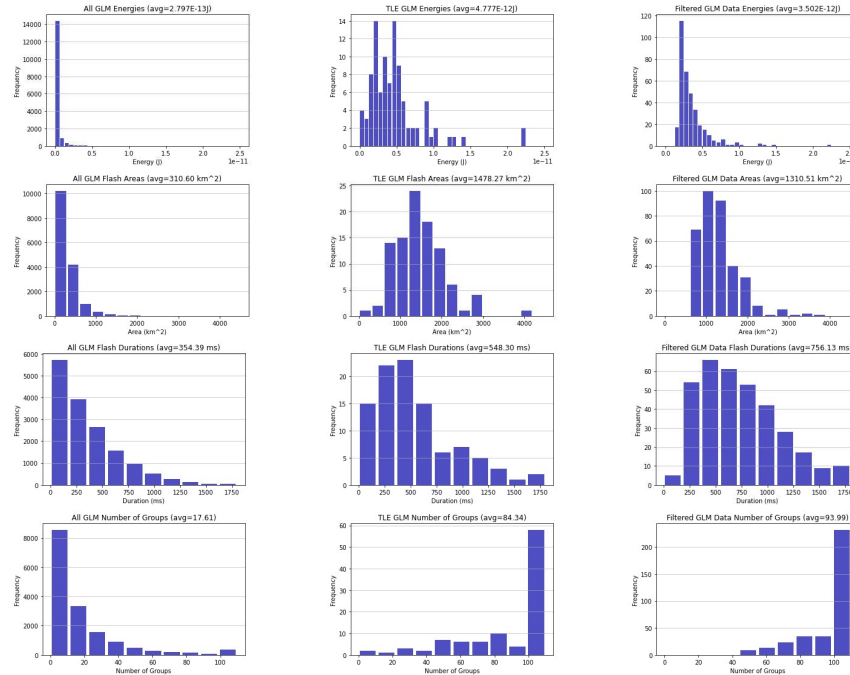 All GLM Energies (avg=2.797E-13J)
Frequency
14000
12000
10000
8000
6000
4000
2000
0
0.0 0.5 1.0 1.5 2.0 2.5
Energy (J)
1e-11
TLE GLM Energies (avg=4.777E-12J)
Frequency
14
12
10
8
6
4
2
0
0.0 0.5 1.0 1.5 2.0 2.5
Energy (J)
1e-11
Filtered GLM Data Energies (avg=3.502E-12J)
Frequency
120
100
80
60
40
20
0
0.0 0.5 1.0 1.5 2.0 2.5
Energy (J)
1e-11
All GLM Flash Areas (avg=310.60 km^2)
Frequency
10000
8000
6000
4000
2000
0
0 1000 2000 3000 4000
Area (km^2)
TLE GLM Flash Areas (avg=1478.27 km^2)
Frequency
25
20
15
10
5
0
0 1000 2000 3000 4000
Area (km^2)
Filtered GLM Data Areas (avg=1310.51 km^2)
Frequency
100
80
60
40
20
0
0 1000 2000 3000 4000
Area (km^2)
All GLM Flash Durations (avg=354.39 ms)
Frequency
6000
5000
4000
3000
2000
1000
0
0 250 500 750 1000 1250 1500 1750
Duration (ms)
TLE GLM Flash Durations (avg=548.30 ms)
Frequency
20
15
10
5
0
0 250 500 750 1000 1250 1500 1750
Duration (ms)
Filtered GLM Data Flash Durations (avg=756.13 ms
Frequency
60
50
40
30
20
10
0
0 250 500 750 1000 1250 1500 1750
Duration (ms)
All GLM Number of Groups (avg=17.61)
Frequency
8000
6000
4000
2000
0
0 20 40 60 80 100
Number of Groups
TLE GLM Number of Groups (avg=84.34)
Frequency
60
50
40
30
20
10
0
0 20 40 60 80 100
Number of Groups
Filtered GLM Data Number of Groups (avg=93.99)
Frequency
200
150
100
50
0
0 20 40 60 80 100
Number of Groups